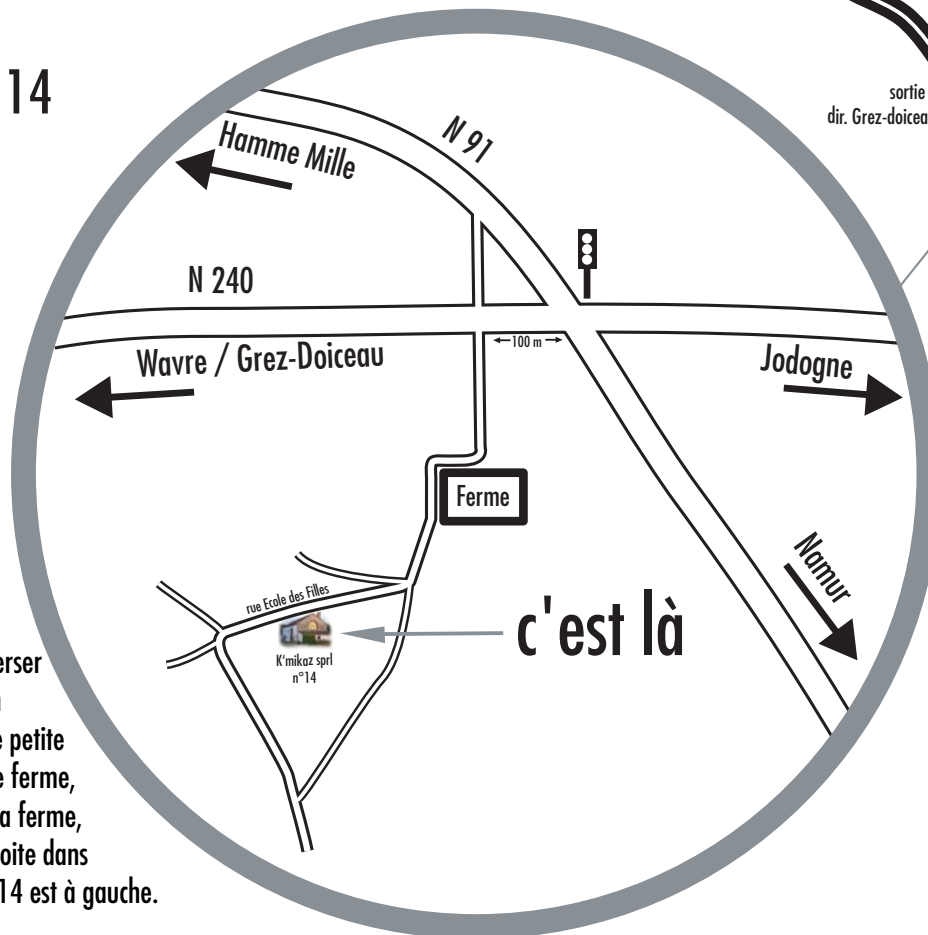 14
sortie
dir. Grez-doicea
N 91
Hamme Mille
N 240
100 m
Wavre / Grez-Doiceau
Jodogne
Ferme
Namur
rue Ecole des Filles
c'est là
K'mikaz sprl
n°14
erser
e petite
e ferme,
a ferme,
oite dans
14 est à gauche.